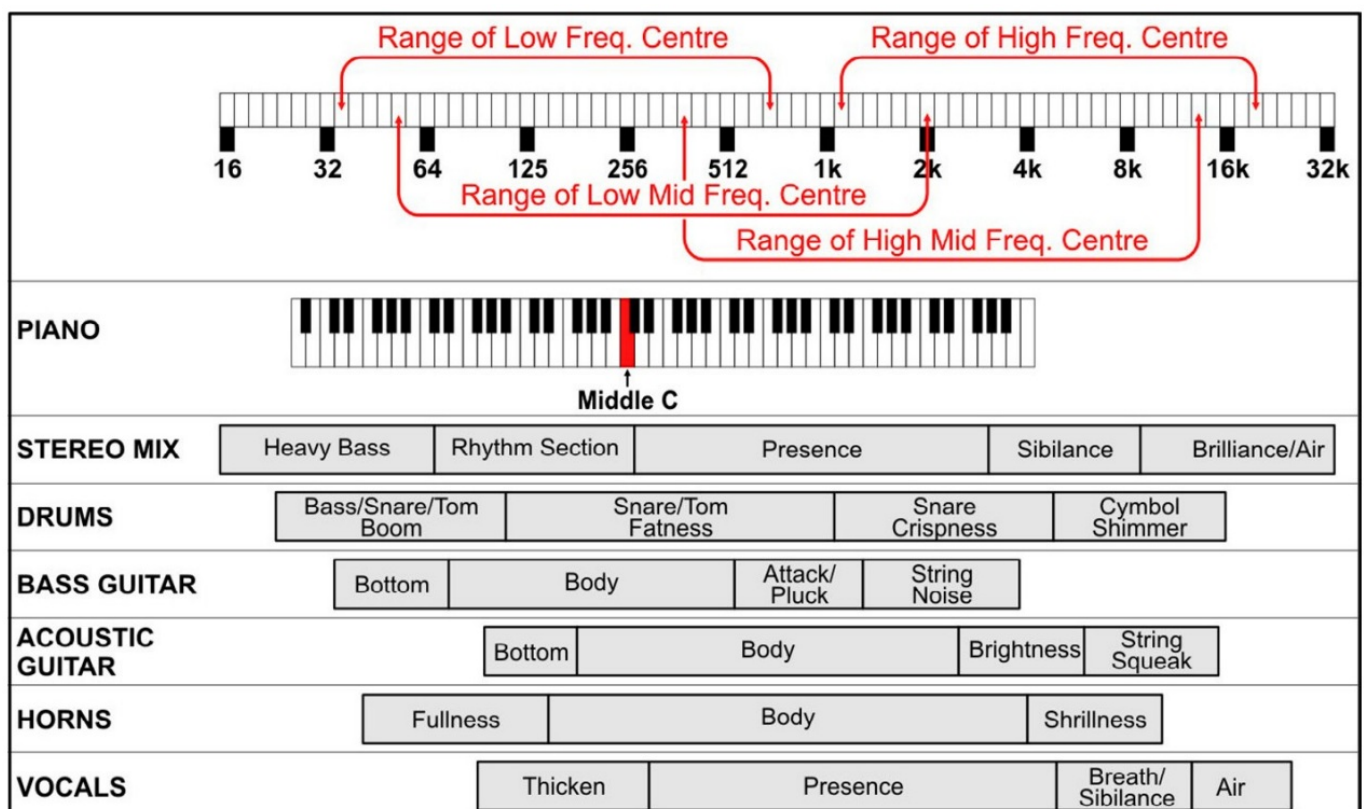 Range of Low Freq. Centre
Range of High Freq. Centre
16 32 64 125 256 512 1k 2k 4k 8k 16k 32k
Range of Low Mid Freq. Centre
Range of High Mid Freq. Centre
PIANO
Middle C
STEREO MIX
Heavy Bass
Rhythm Section
Presence
Sibilance
Brilliance/Air
DRUMS
Bass/Snare/Tom
Boom
Snare/Tom
Fatness
Snare
Crispness
Cymbol
Shimmer
BASS GUITAR
Bottom
Body
Attack/
Pluck
String
Noise
ACOUSTIC
GUITAR
Bottom
Body
Brightness
String
Squeak
HORNS
Fullness
Body
Shrillness
VOCALS
Thicken
Presence
Breath/
Sibilance
Air